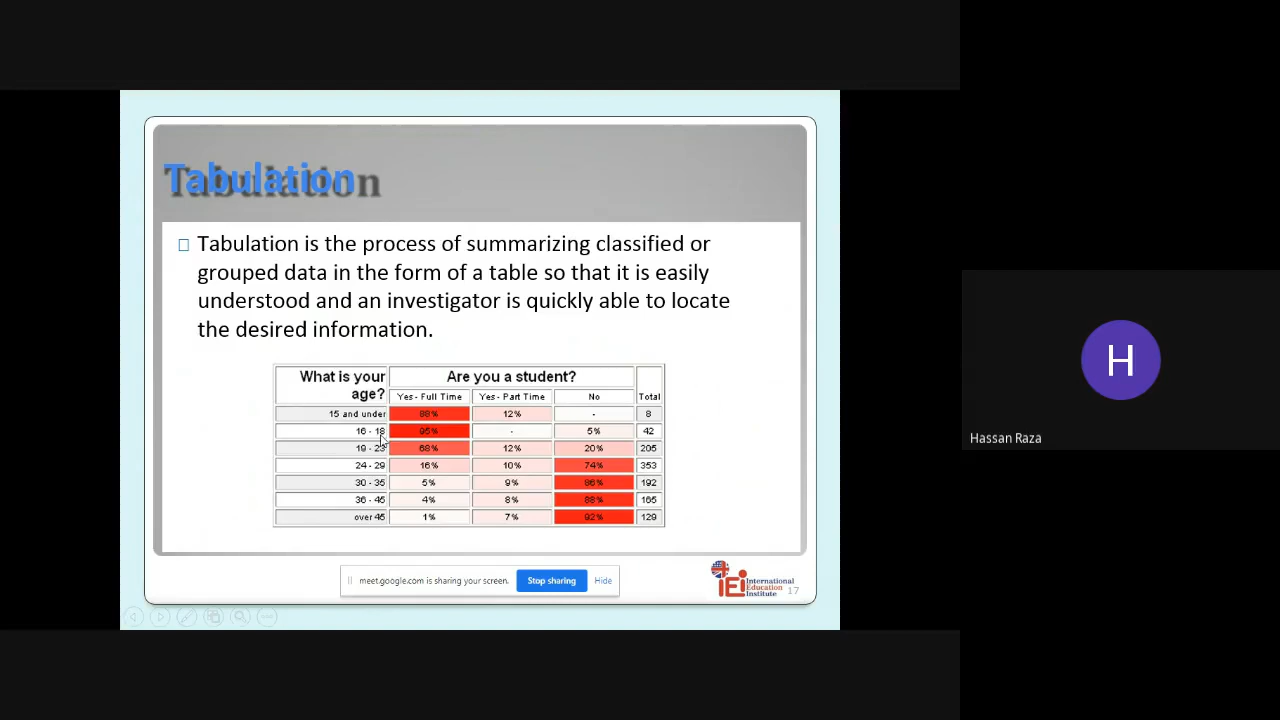 Tabulation
Tabulation is the process of summarizing classified or
grouped data in the form of a table so that it is easily
understood and an investigator is quickly able to locate
the desired information.
What is your age? Are you a student?
Yes - Full Time Yes - Part Time No Total
15 and under 88% 12% - 8
16 - 18 95% - 5% 42
19 - 23 68% 12% 20% 205
24 - 29 16% 10% 74% 353
30 - 35 5% 9% 86% 192
36 - 45 4% 8% 88% 165
over 45 1% 7% 92% 129
meet.google.com is sharing your screen. Stop sharing Hide
iEi International
Education
Institute
17
H
Hassan Raza